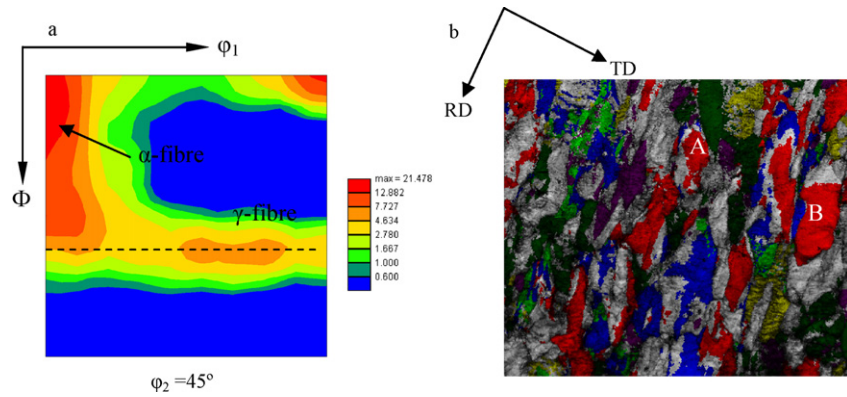 a
φ₁
Φ
α-fibre
γ-fibre
max = 21.478
12.882
7.727
4.634
2.780
1.667
1.000
0.600
φ₂ =45º
b
TD
RD
A
B